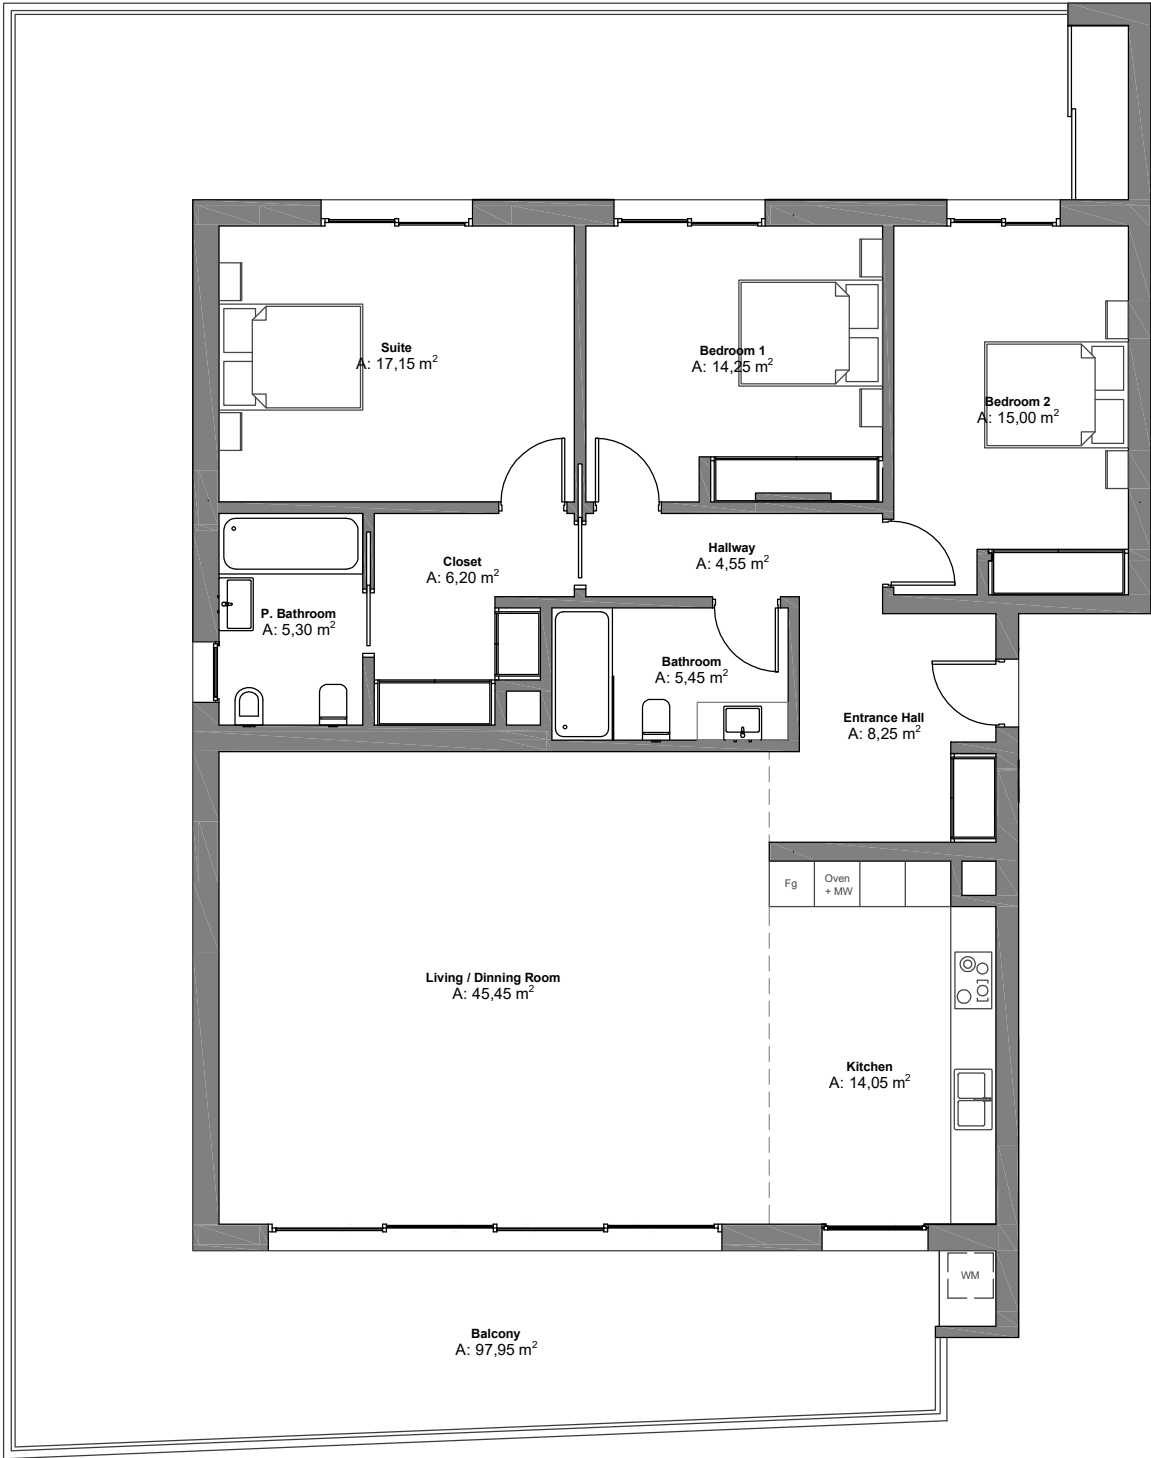 Suite
A: 17,15 m²
Bedroom 1
A: 14,25 m²
Bedroom 2
A: 15,00 m²
Closet
A: 6,20 m²
Hallway
A: 4,55 m²
P. Bathroom
A: 5,30 m²
Bathroom
A: 5,45 m²
Entrance Hall
A: 8,25 m²
Fg
Oven
+ MW
Living / Dinning Room
A: 45,45 m²
Kitchen
A: 14,05 m²
WM
Balcony
A: 97,95 m²